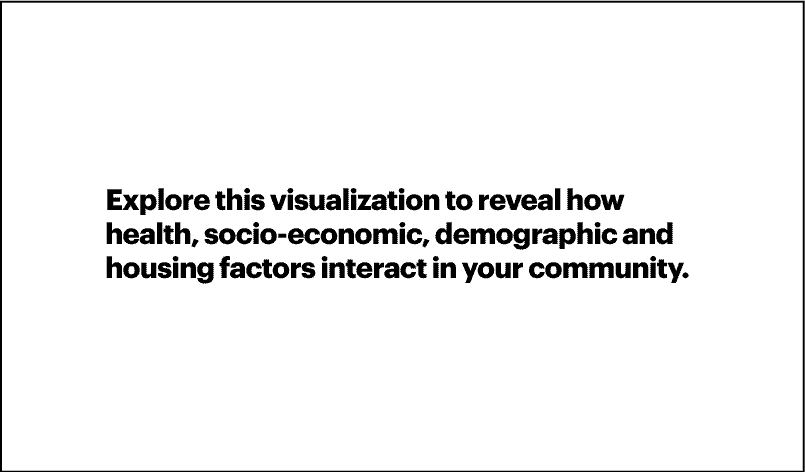 Explore this visualization to reveal how
health, socio-economic, demographic and
housing factors interact in your community.